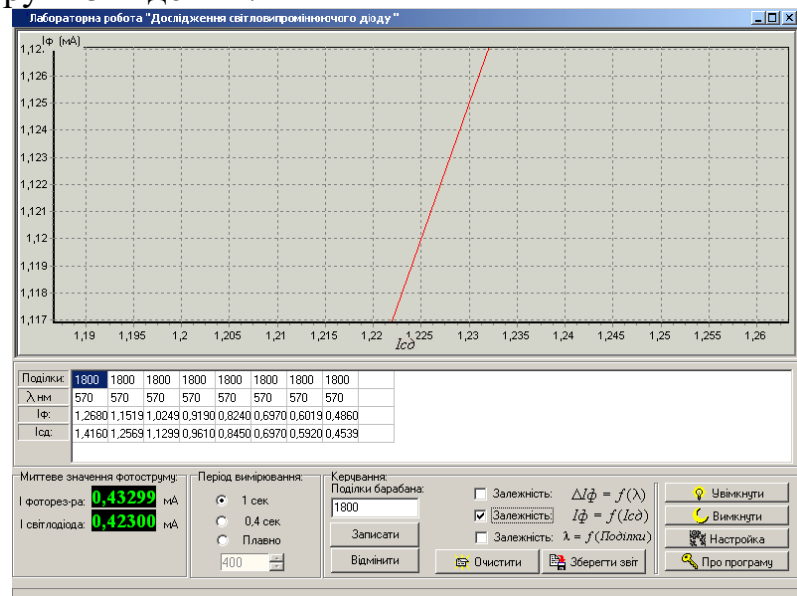 Лабораторна робота "Дослідження світловипромінюючого діоду"
Iф (мА)
1,12
1,126
1,125
1,124
1,123
1,122
1,121
1,12
1,119
1,118
1,117
1,19 1,195 1,2 1,205 1,21 1,215 1,22 1,225 1,23 1,235 1,24 1,245 1,25 1,255 1,26
Iсд
Поділки: 1800 1800 1800 1800 1800 1800 1800 1800
λ нм 570 570 570 570 570 570 570 570
Iф: 1,2680 1,1519 1,0249 0,9190 0,8240 0,6970 0,6019 0,4860
Iсд: 1,4160 1,2569 1,1299 0,9610 0,8450 0,6970 0,5920 0,4539
Миттеве значення фотоструму:
I фоторез-ра: 0,43299 мА
I світлодіода: 0,42300 мА
Період вимірювання:
1 сек
0,4 сек
Плавно
400
Керування:
Поділки барабана:
1800
Записати
Відмінити
Залежність: ΔIф = f(λ)
Залежність: Iф = f(Iсд)
Залежність: λ = f(Поділки)
Очистити Зберегти звіт
Увімкнути
Вимкнути
Настройка
Про програму